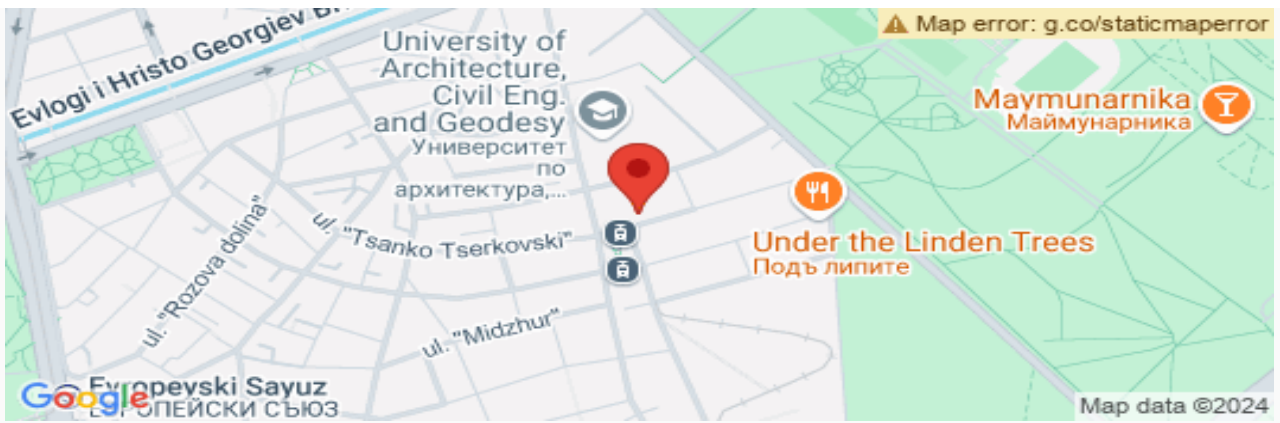 Map error: g.co/staticmaperror
Evlogi i Hristo Georgiev
University of
Architecture,
Civil Eng.
and Geodesy
Университет
по
архитектура,...
Maymunarnika
Маймунарника
ul. "Rozova dolina"
ul. "Tsanko Tserkovski"
Under the Linden Trees
Подъ липите
ul. "Midzhur"
Evropeyski Sayuz
ЕВРОПЕЙСКИ СЪЮЗ
Google
Map data ©2024